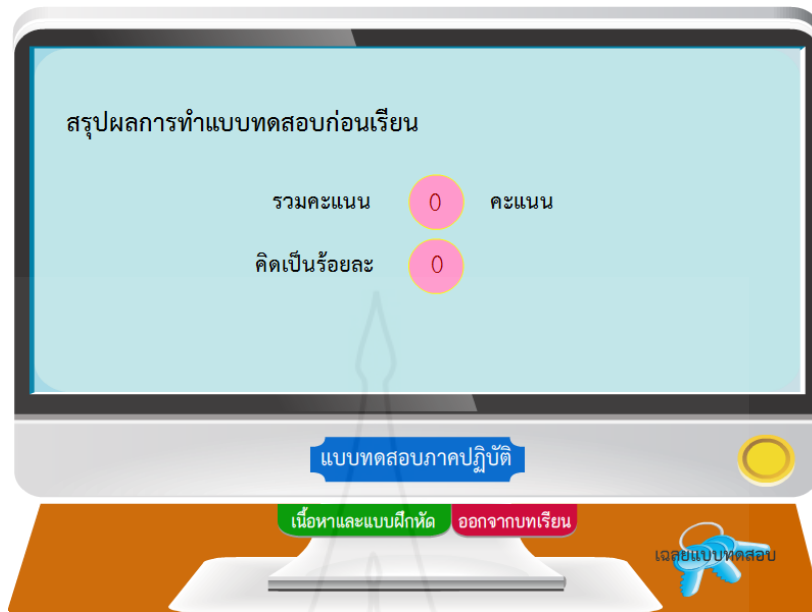 สรุปผลการทำแบบทดสอบก่อนเรียน
รวมคะแนน 0 คะแนน
คิดเป็นร้อยละ 0
แบบทดสอบภาคปฏิบัติ
เนื้อหาและแบบฝึกหัด ออกจากบทเรียน
เฉลยแบบทดสอบ